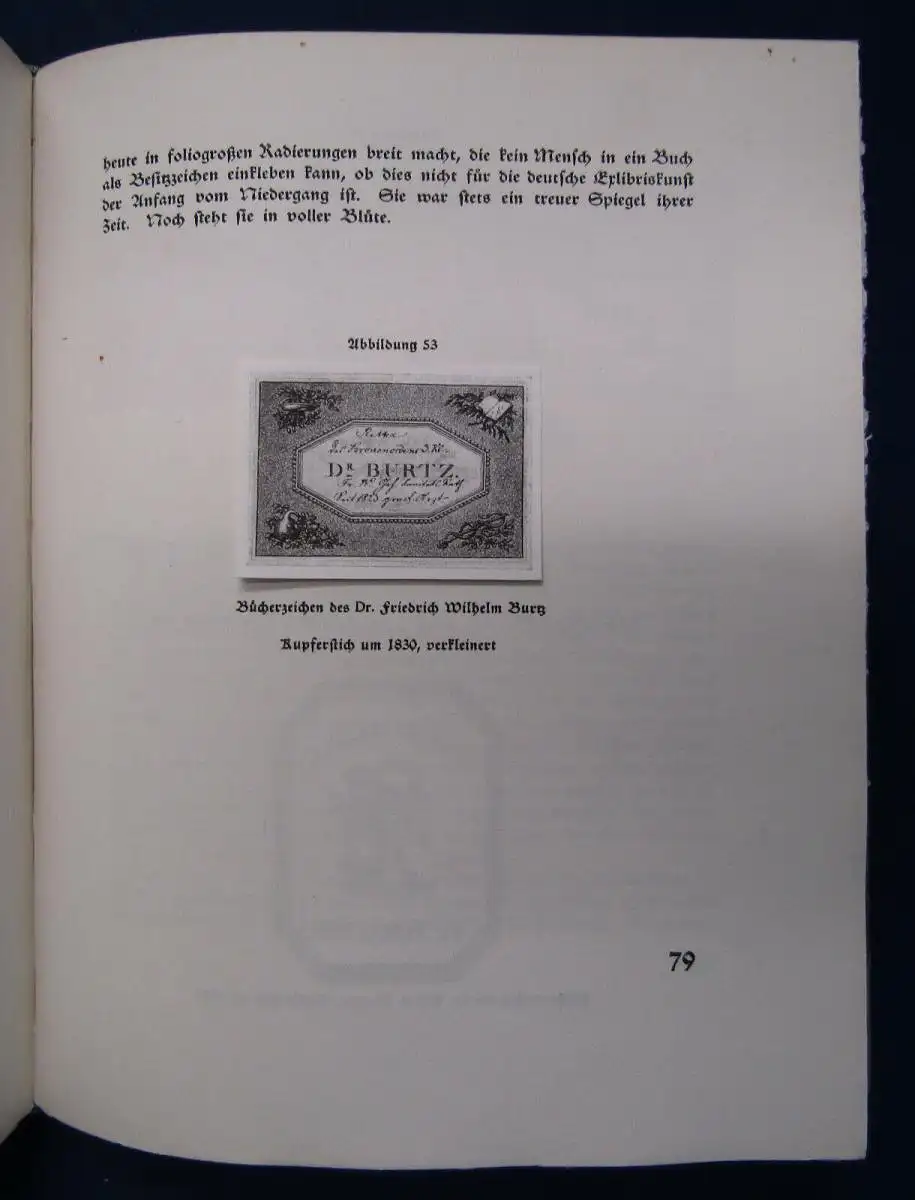 heute in foliogroßen Radierungen breit macht, die kein Mensch in ein Buch
als Besitzzeichen einkleben kann, ob dies nicht für die deutsche Exlibriskunst
der Anfang vom Niedergang ist. Sie war stets ein treuer Spiegel ihrer
Zeit. Noch steht sie in voller Blüte.
Abbildung 53
Ritter
DR BURTZ.
Bücherzeichen des Dr. Friedrich Wilhelm Burtz
Kupferstich um 1830, verkleinert
79